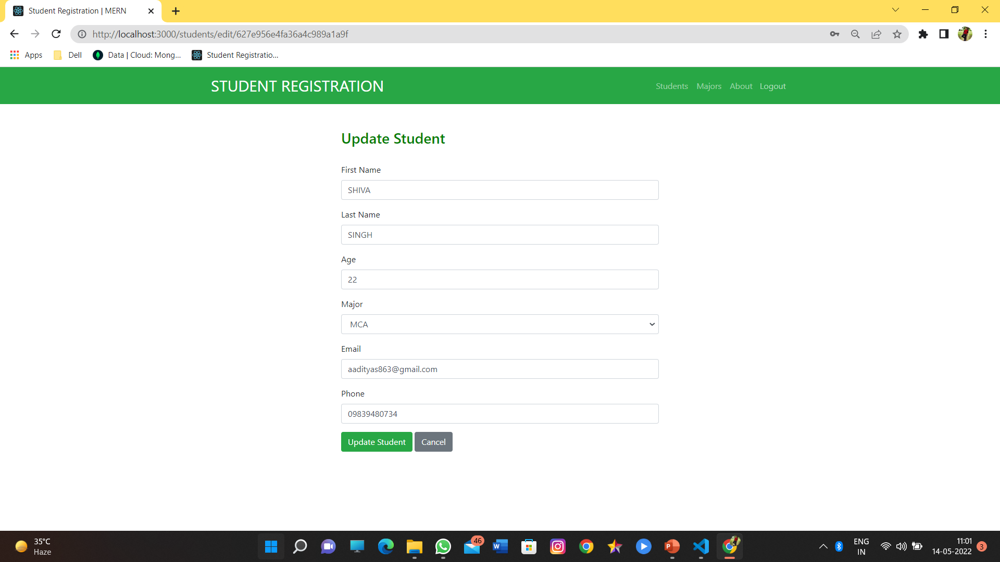 Student Registration | MERN
http://localhost:3000/students/edit/627e956e4fa36a4c989a1a9f
Apps Dell Data | Cloud: Mong... Student Registratio...
STUDENT REGISTRATION Students Majors About Logout
Update Student
First Name
SHIVA
Last Name
SINGH
Age
22
Major
MCA
Email
aadityas863@gmail.com
Phone
09839480734
Update Student Cancel
35°C
Haze
46
W
P
ENG
IN
11:01
14-05-2022
3